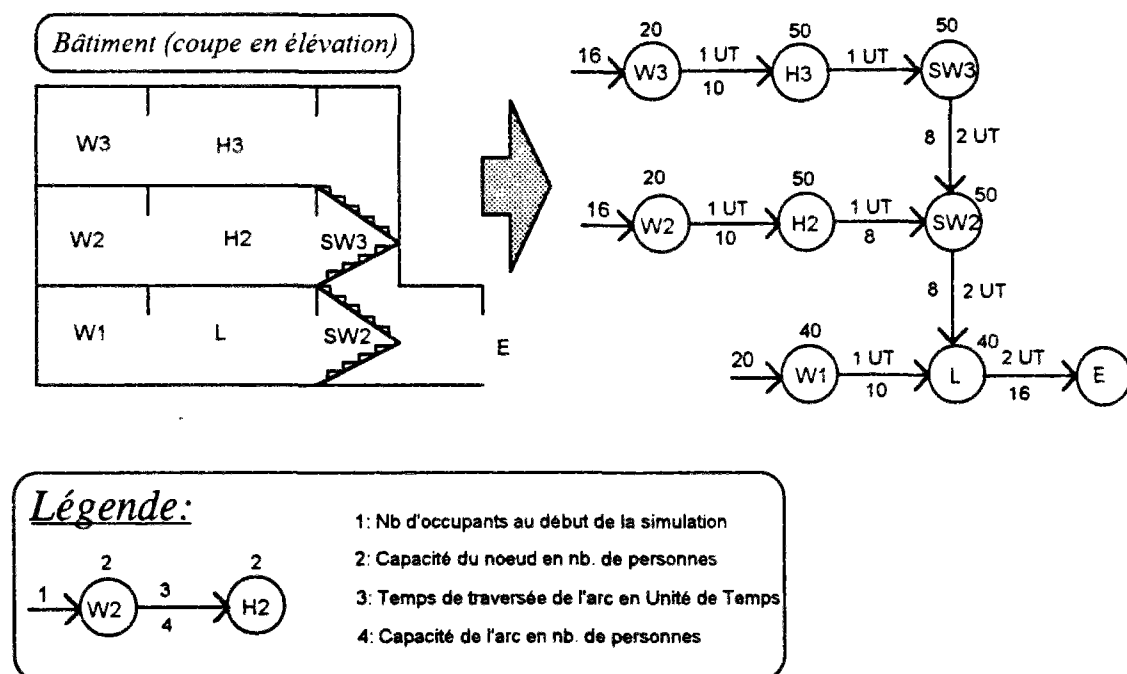 Bâtiment (coupe en élévation)
W3 H3
W2 H2 SW3
W1 L SW2 E
20 50 50
16 W3 1 UT H3 1 UT SW3
10
8 2 UT
20 50 50
16 W2 1 UT H2 1 UT SW2
10 8
8 2 UT
40 40
20 W1 1 UT L 2 UT E
10 16
Légende:
1: Nb d'occupants au début de la simulation
2: Capacité du noeud en nb. de personnes
3: Temps de traversée de l'arc en Unité de Temps
4: Capacité de l'arc en nb. de personnes
2 2
1 W2 3 H2
4